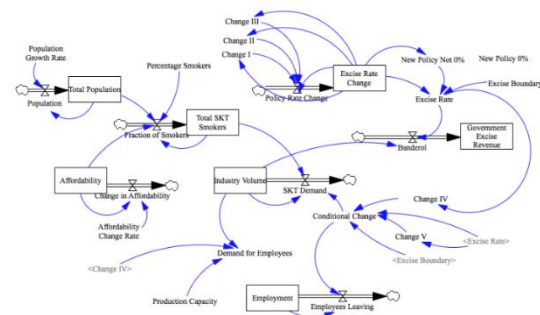 Change III
Change II
Change I
Population
Growth Rate
Percentage Smokers
Total Population
Population
Fraction of Smokers
Total SKT
Smokers
Policy Rate Change
Excise Rate
Change
New Policy Not 0%
New Policy 0%
Excise Boundary
Excise Rate
Banderol
Government
Excise
Revenue
Affordability
Change in Affordability
Affordability
Change Rate
Industry Volume
SKT Demand
Conditional Change
Change IV
Change V
<Excise Rate>
<Excise Boundary>
<Change IV>
Demand for Employees
Production Capacity
Employment
Employees Leaving